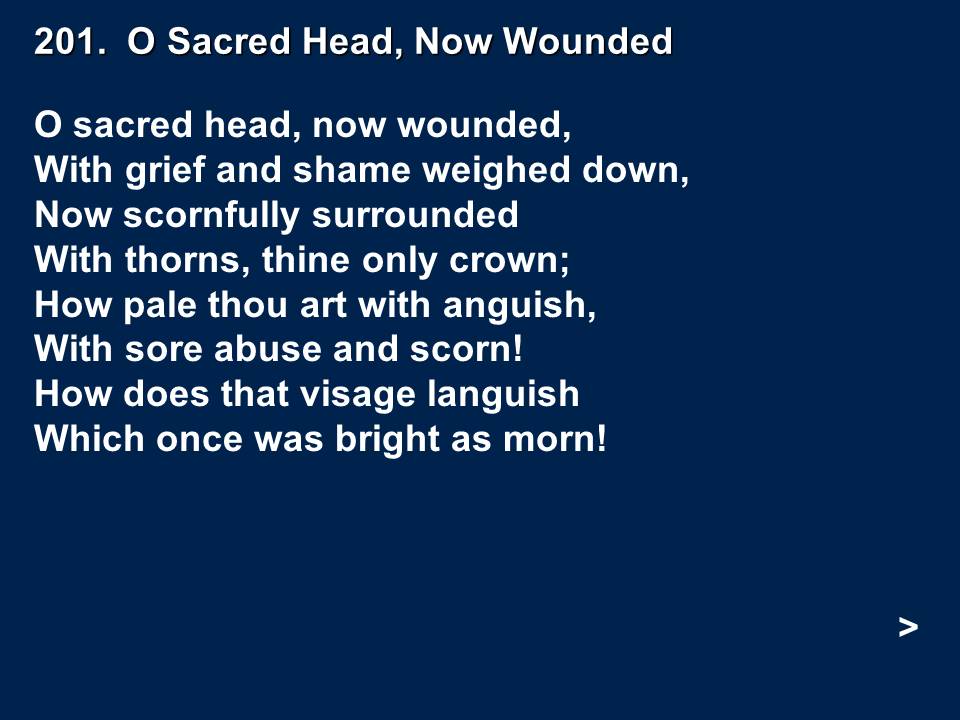 201.  O Sacred Head, Now Wounded
O sacred head, now wounded,
With grief and shame weighed down,
Now scornfully surrounded
With thorns, thine only crown;
How pale thou art with anguish,
With sore abuse and scorn!
How does that visage languish
Which once was bright as morn!
>